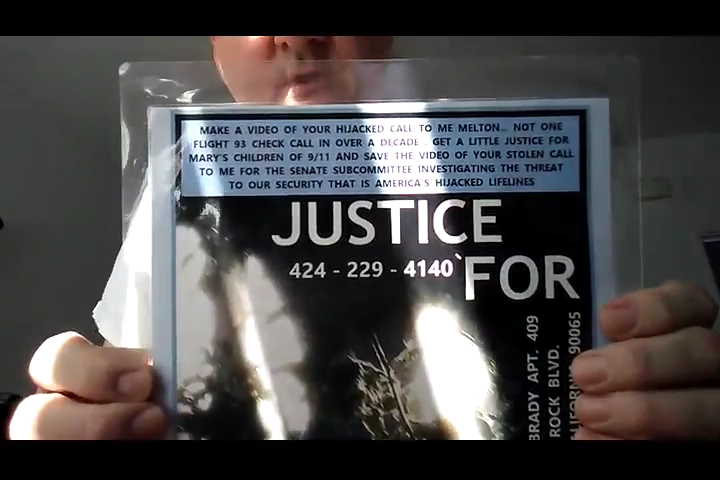 MAKE A VIDEO OF YOUR HIJACKED CALL TO ME MELTON... NOT ONE
FLIGHT 93 CHECK CALL IN OVER A DECADE . GET A LITTLE JUSTICE FOR
MARY'S CHILDREN OF 9/11 AND SAVE THE VIDEO OF YOUR STOLEN CALL
TO ME FOR THE SENATE SUBCOMMITTEE INVESTIGATING THE THREAT
TO OUR SECURITY THAT IS AMERICA'S HIJACKED LIFELINES
JUSTICE
424 - 229 - 4140
FOR
BRADY APT. 409
ROCK BLVD.
90065